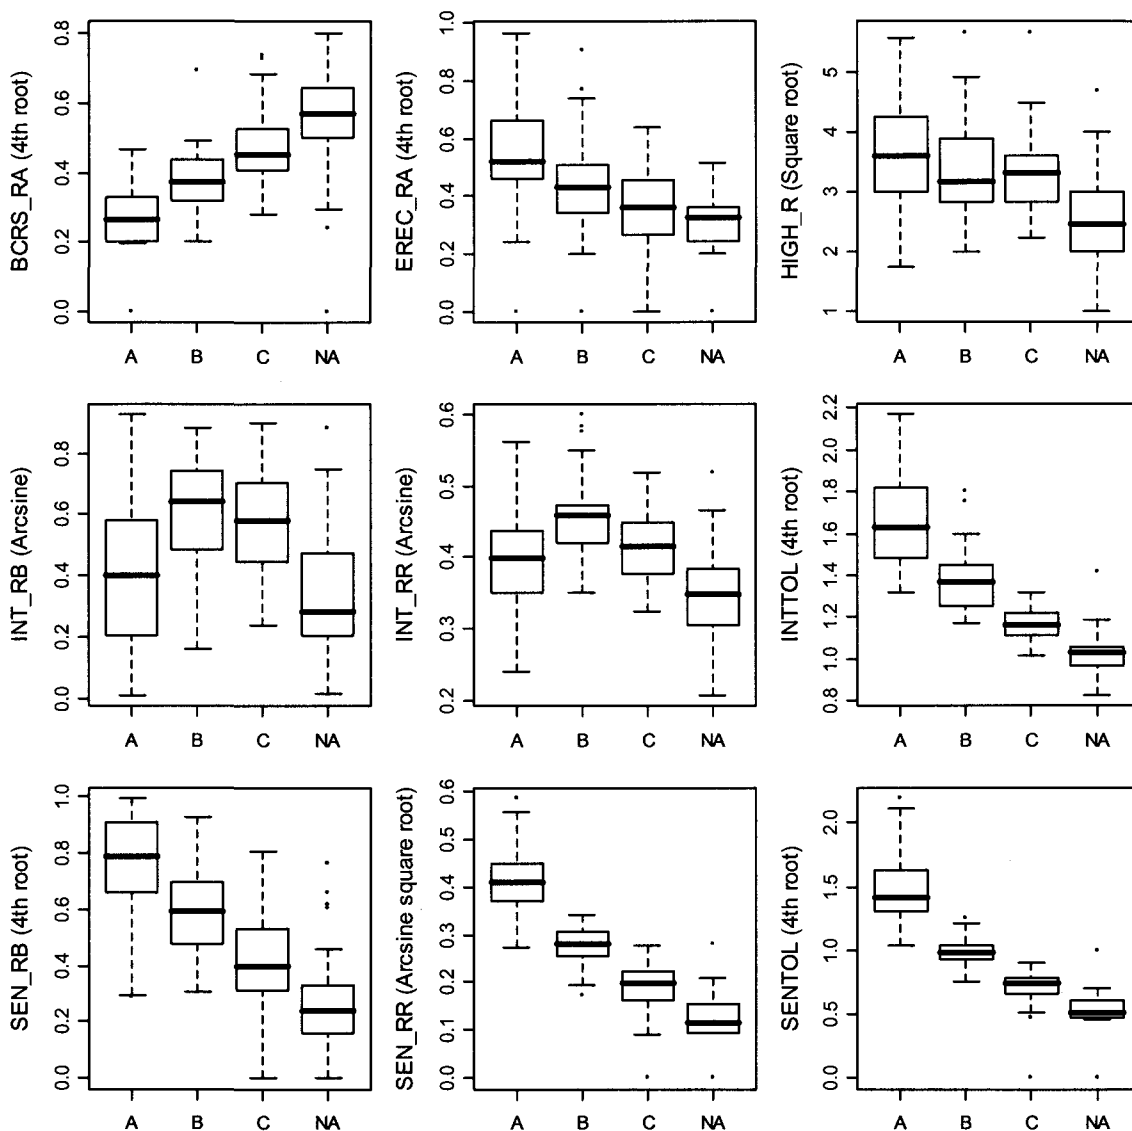 BCRS_RA (4th root)
0.8
0.6
0.4
0.2
0.0
A B C NA
EREC_RA (4th root)
1.0
0.8
0.6
0.4
0.2
0.0
A B C NA
HIGH_R (Square root)
5
4
3
2
1
A B C NA
INT_RB (Arcsine)
0.8
0.6
0.4
0.2
0.0
A B C NA
INT_RR (Arcsine)
0.6
0.5
0.4
0.3
0.2
A B C NA
INTTOL (4th root)
2.2
2.0
1.8
1.6
1.4
1.2
1.0
0.8
A B C NA
SEN_RB (4th root)
1.0
0.8
0.6
0.4
0.2
0.0
A B C NA
SEN_RR (Arcsine square root)
0.6
0.5
0.4
0.3
0.2
0.1
0.0
A B C NA
SENTOL (4th root)
2.0
1.5
1.0
0.5
0.0
A B C NA